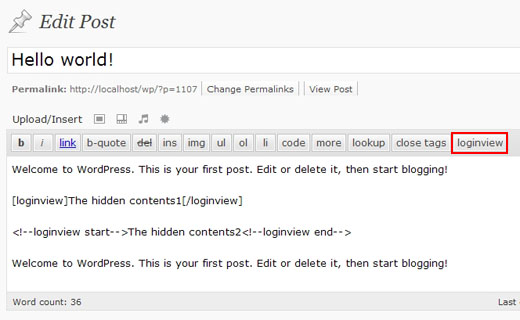 Edit Post
Hello world!
Permalink: http://localhost/wp/?p=1107 Change Permalinks View Post
Upload/Insert
b i link b-quote del ins img ul ol li code more lookup close tags loginview
Welcome to WordPress. This is your first post. Edit or delete it, then start blogging!
[loginview]The hidden contents1[/loginview]
<!--loginview start-->The hidden contents2<!--loginview end-->
Welcome to WordPress. This is your first post. Edit or delete it, then start blogging!
Word count: 36 Last